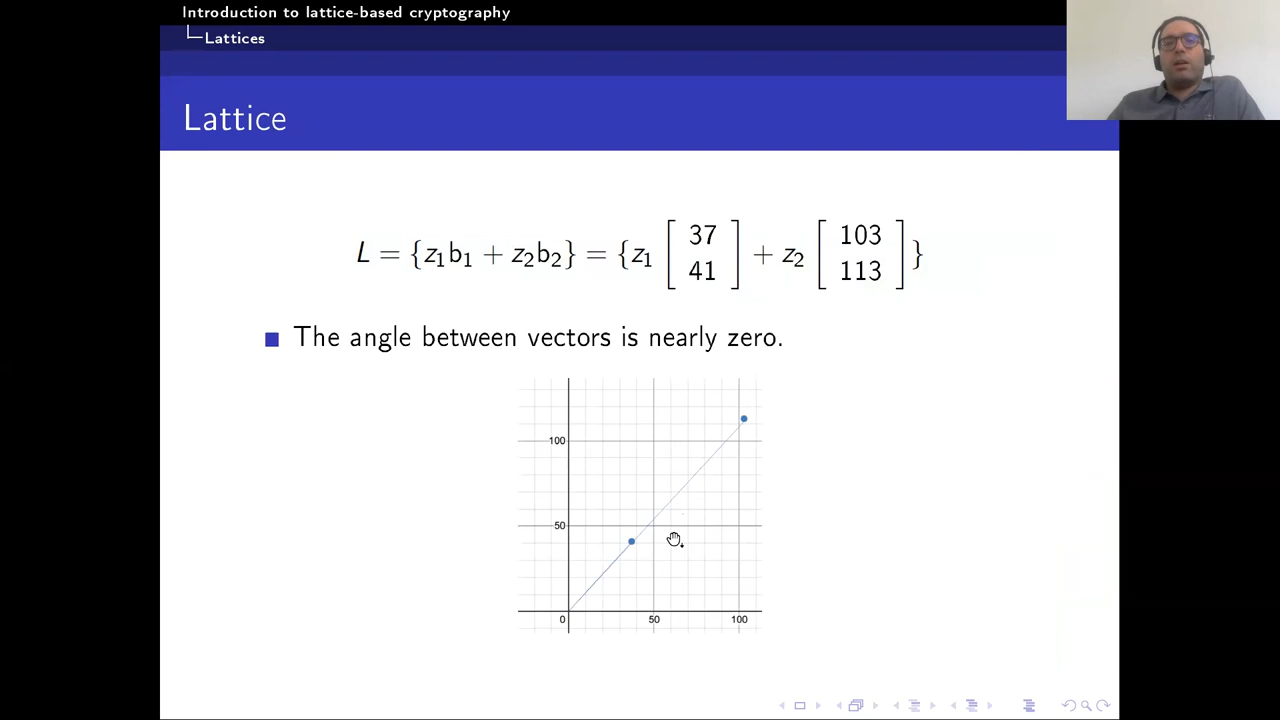 Introduction to lattice-based cryptography
Lattices
Lattice
L = {z₁b₁ + z₂b₂} = {z₁ [ 37 41 ] + z₂ [ 103 113 ]}
The angle between vectors is nearly zero.
100
50
0 50 100